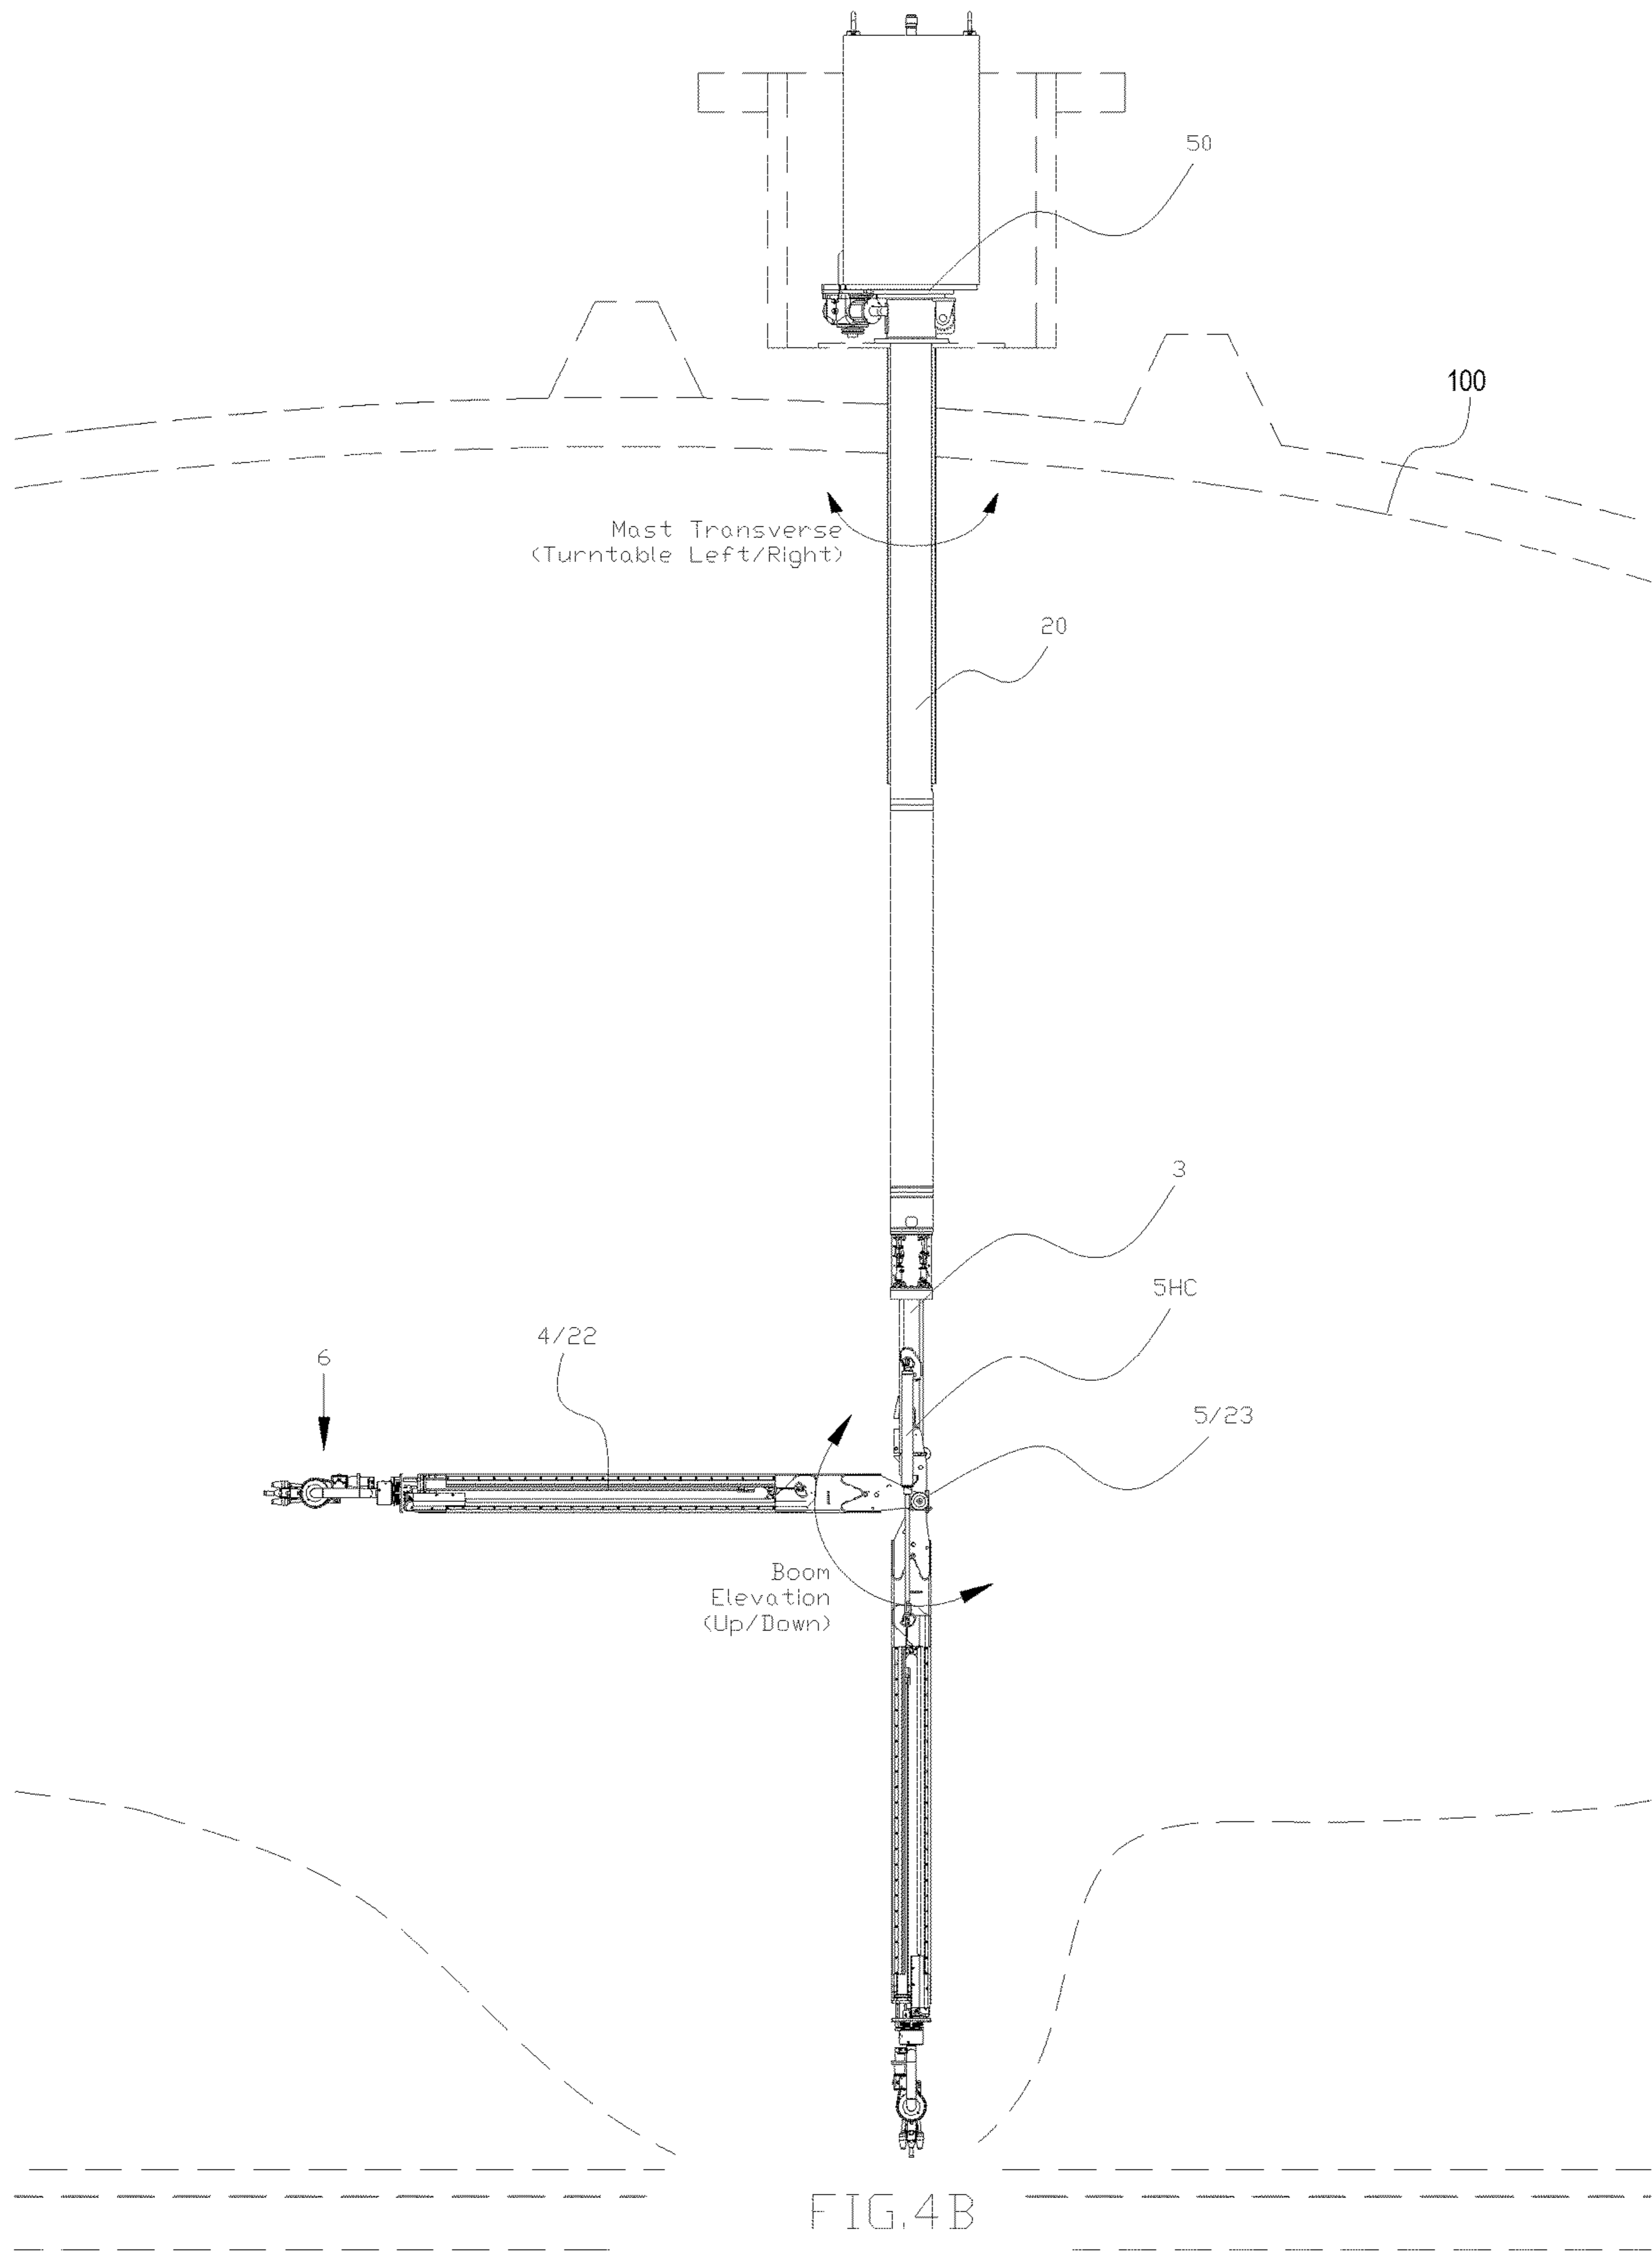 50
100
Mast Transverse
(Turntable Left/Right)
20
3
5HC
4/22
6
5/23
Boom
Elevation
(Up/Down)
FIG.4B